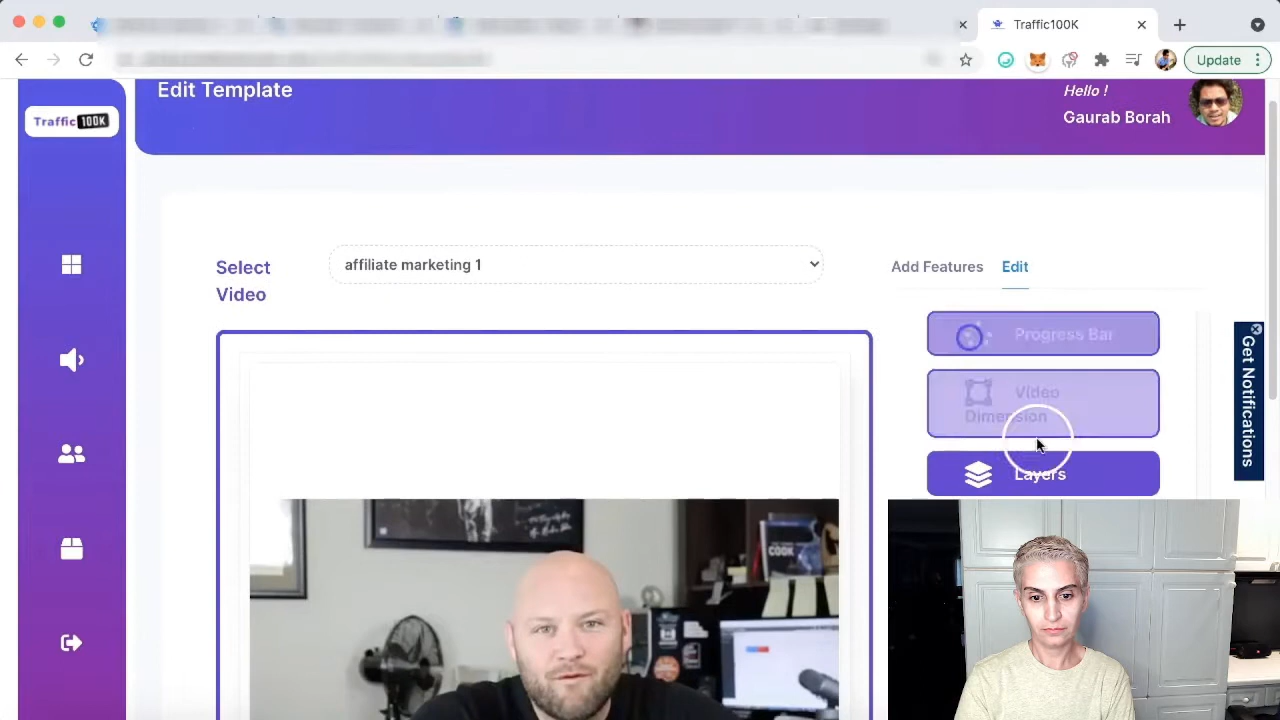 Traffic100K
Update
Edit Template
Hello !
Gaurab Borah
Traffic 100K
Select
Video
affiliate marketing 1
Add Features
Edit
Progress Bar
Video
Dimension
Layers
Get Notifications
COOK